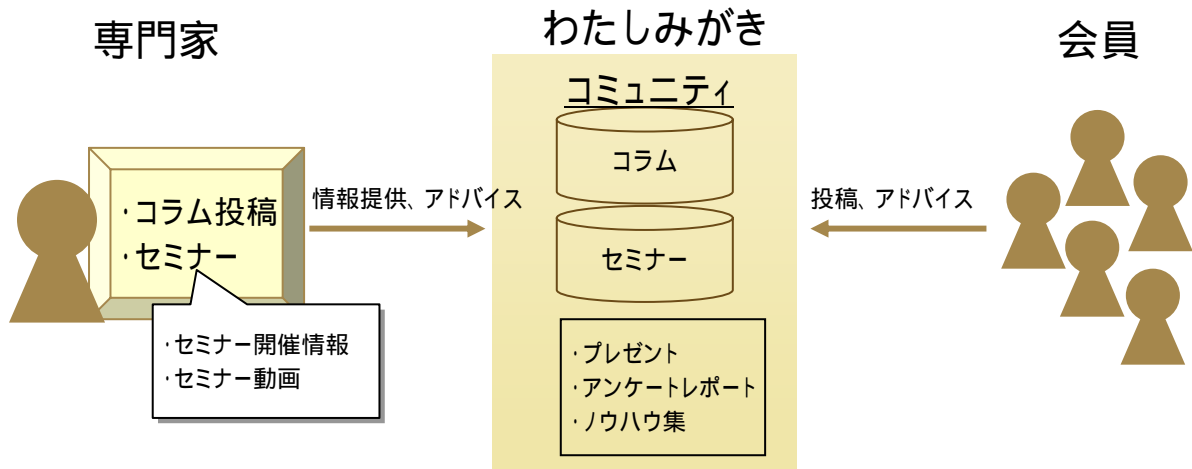 専門家
わたしみがき
会員
コミュニティ
コラム
セミナー
・コラム投稿
・セミナー
情報提供、アドバイス
投稿、アドバイス
・セミナー開催情報
・セミナー動画
・プレゼント
・アンケートレポート
・ノウハウ集